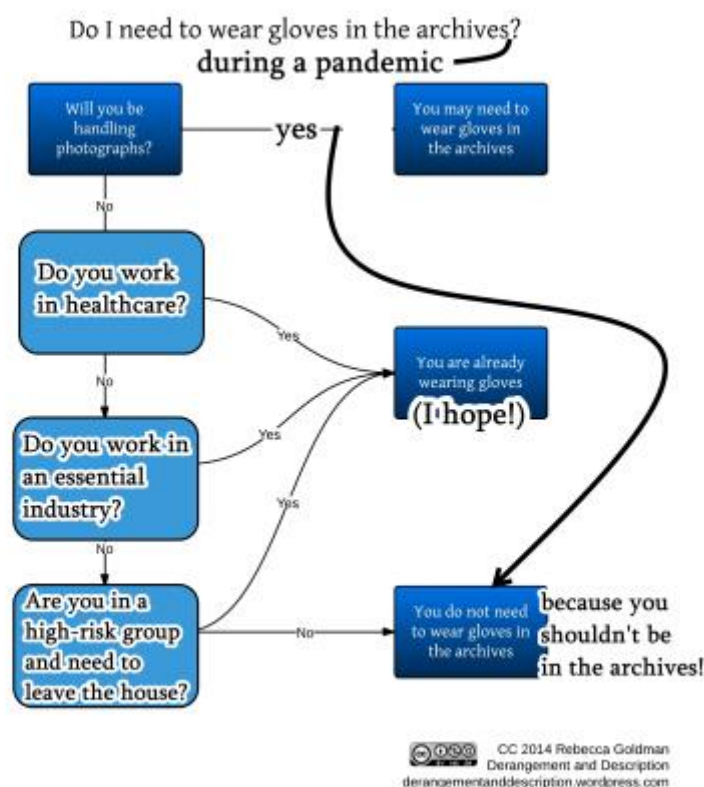 Do I need to wear gloves in the archives?
during a pandemic
Will you be
handling
photographs?
yes
You may need to
wear gloves in
the archives
No
Do you work
in healthcare?
Yes
You are already
wearing gloves
(I hope!)
No
Do you work in
an essential
industry?
Yes
Yes
No
Are you in a
high-risk group
and need to
leave the house?
No
You do not need
to wear gloves in
the archives
because you
shouldn't be
in the archives!
CC 2014 Rebecca Goldman
Derangement and Description
derangementanddescription.wordpress.com